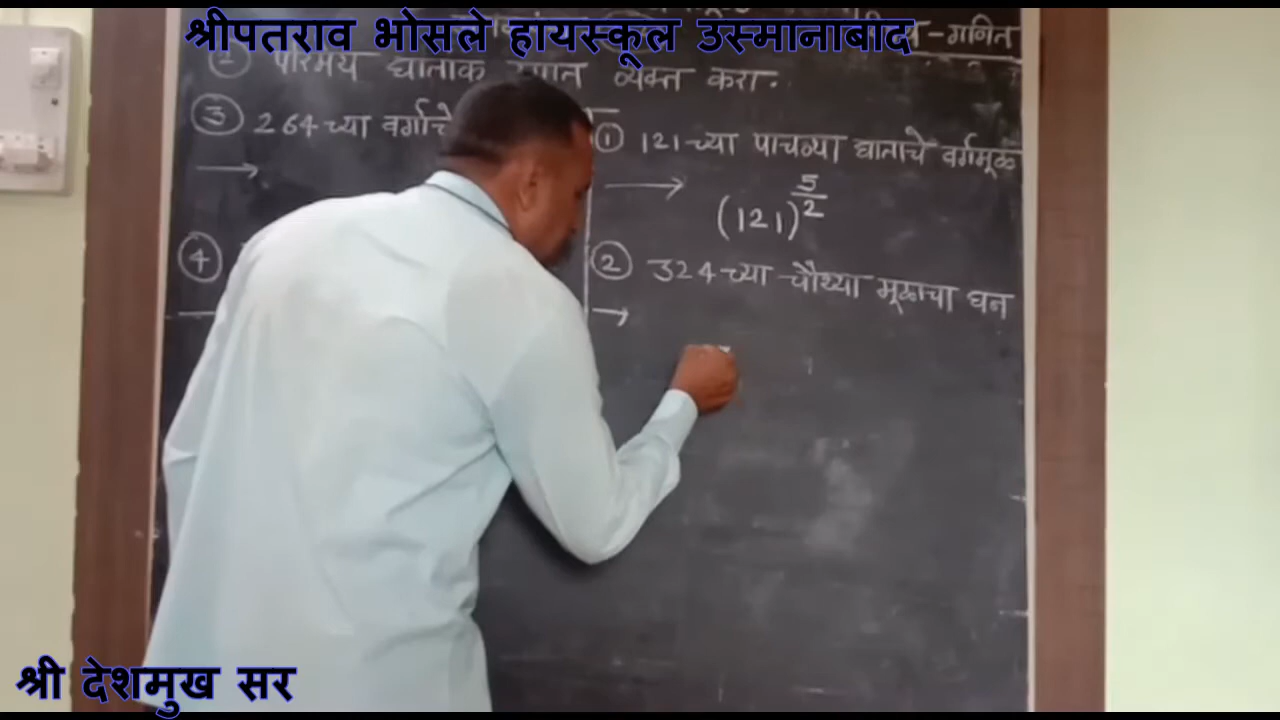 श्रीपतराव भोसले हायस्कूल उस्मानाबाद
- गणित
② परिमेय घातांक रुपात व्यक्त करा.
③ 264 च्या
→
④
① 121 च्या पाचव्या घाताचे वर्गमूळ
→ (121)^(5/2)
② 324 च्या चौथ्या मूळाचा घन
→
श्री देशमुख सर